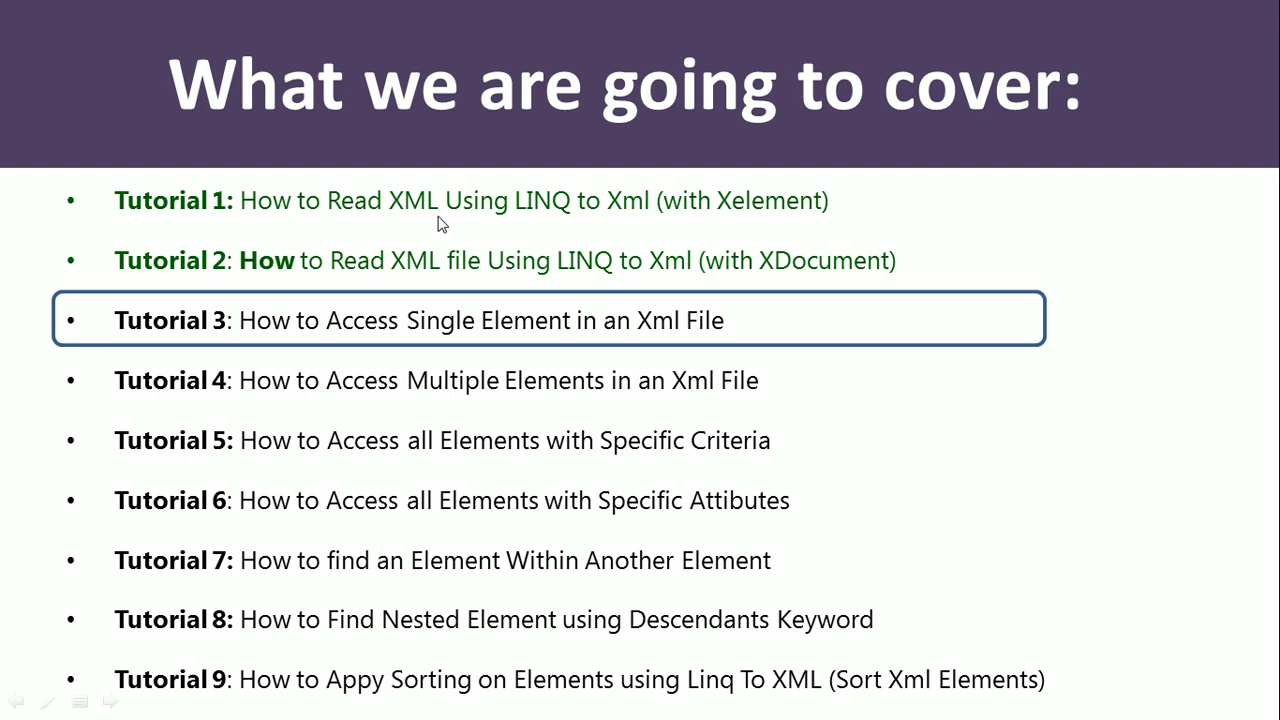 What we are going to cover:
• Tutorial 1: How to Read XML Using LINQ to Xml (with Xelement)
• Tutorial 2: How to Read XML file Using LINQ to Xml (with XDocument)
• Tutorial 3: How to Access Single Element in an Xml File
• Tutorial 4: How to Access Multiple Elements in an Xml File
• Tutorial 5: How to Access all Elements with Specific Criteria
• Tutorial 6: How to Access all Elements with Specific Attibutes
• Tutorial 7: How to find an Element Within Another Element
• Tutorial 8: How to Find Nested Element using Descendants Keyword
• Tutorial 9: How to Appy Sorting on Elements using Linq To XML (Sort Xml Elements)